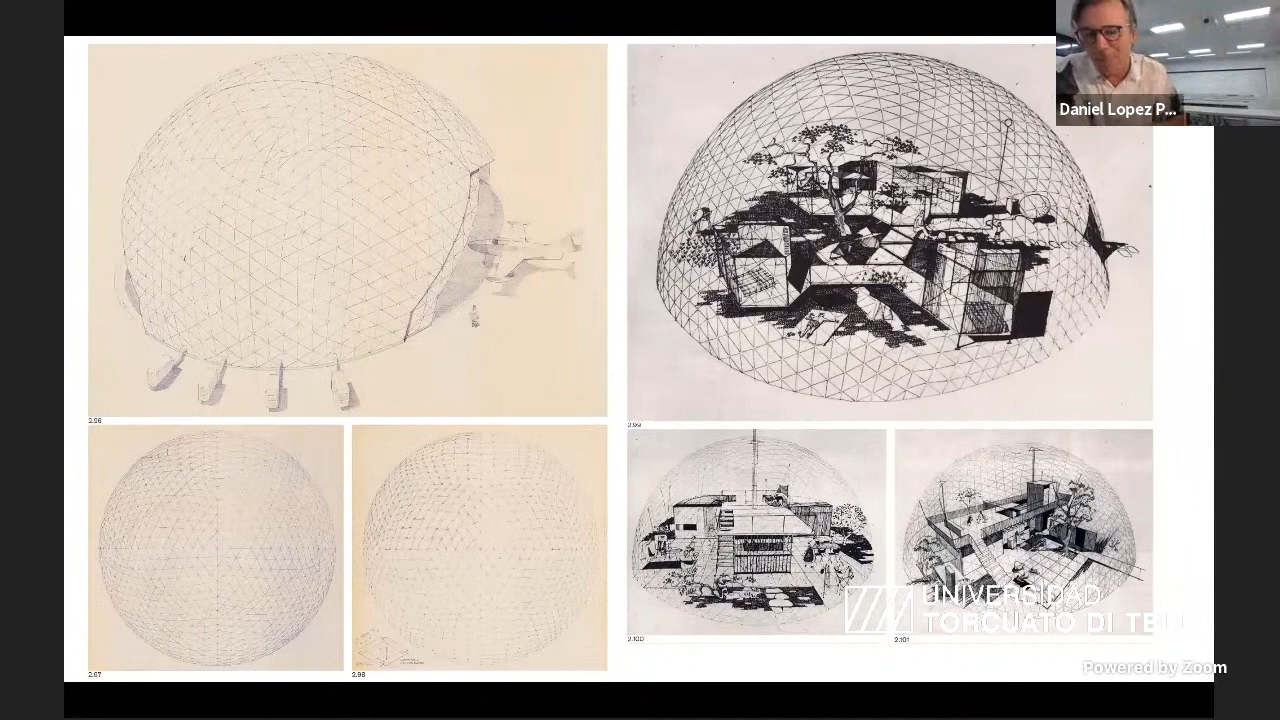 Daniel Lopez P...
2.96
2.99
2.97
2.98
2.100
2.101
UNIVERSIDAD
TORCUATO DI TELLA
Powered by Zoom